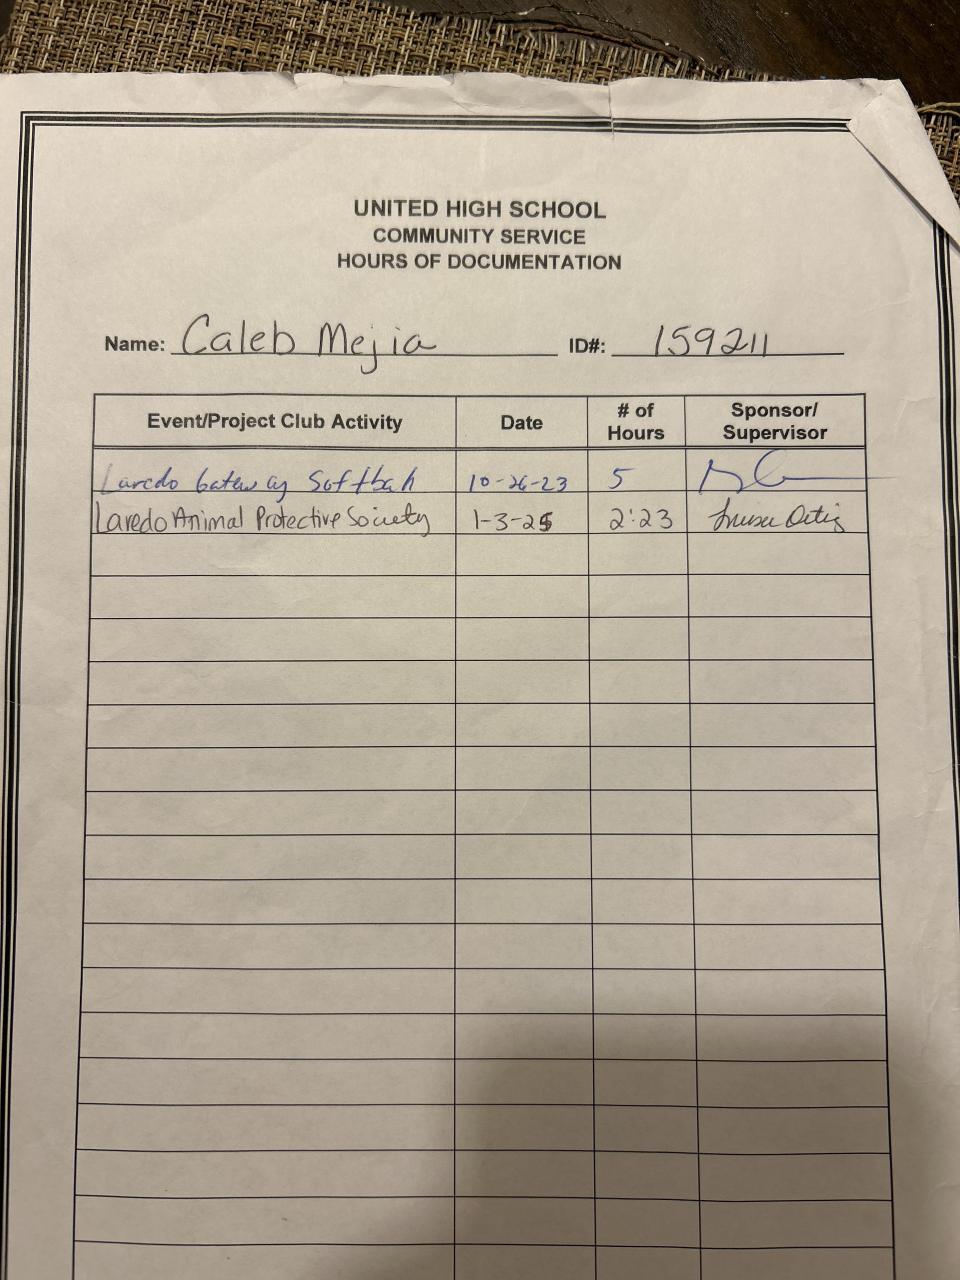 UNITED HIGH SCHOOL
COMMUNITY SERVICE
HOURS OF DOCUMENTATION
Name: Caleb Mejia ID#: 159211
Event/Project Club Activity Date # of Hours Sponsor/ Supervisor
Laredo Gateway Softball 10-26-23 5
Laredo Animal Protective Society 1-3-25 2:23 Ortiz